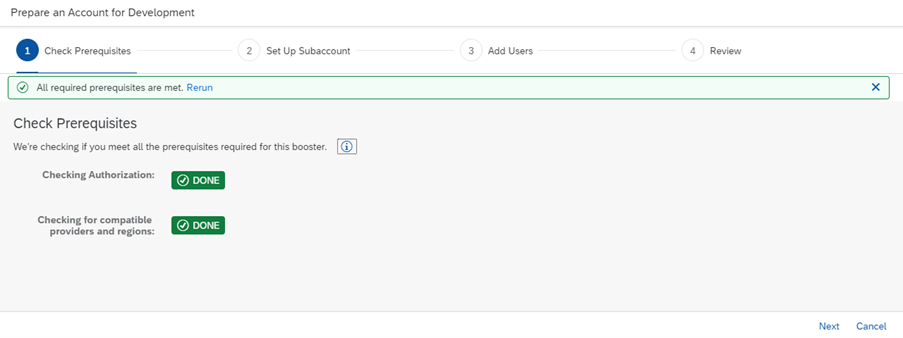 Prepare an Account for Development
1 Check Prerequisites 2 Set Up Subaccount 3 Add Users 4 Review
All required prerequisites are met. Rerun
Check Prerequisites
We're checking if you meet all the prerequisites required for this booster.
Checking Authorization: DONE
Checking for compatible
providers and regions: DONE
Next Cancel